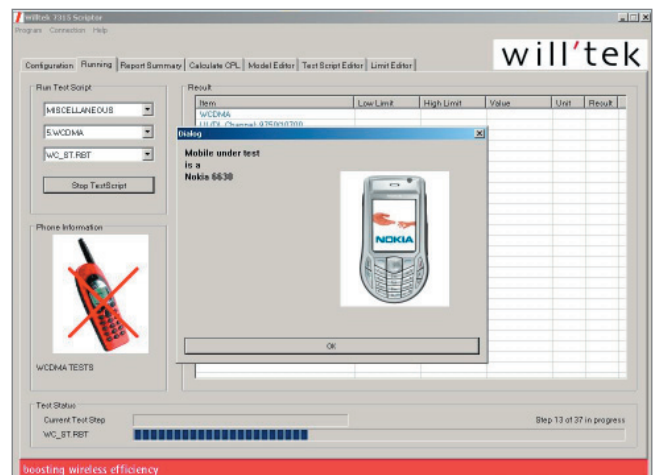 Willtek 7315 Scriptor
Program Connection Help
will'tek
Configuration Running Report Summary Calculate CPL Model Editor Test Script Editor Limit Editor
Run Test Script
MISCELLANEOUS
5.WCDMA
WC_ST.RBT
Stop TestScript
Result
Item Low Limit High Limit Value Unit Result
WCDMA
Dialog
Mobile under test
is a
Nokia 6630
NOKIA
OK
Phone Information
WCDMA TESTS
Test Status
Current Test Step
Step 13 of 37 in progress
WC_ST.RBT
boosting wireless efficiency